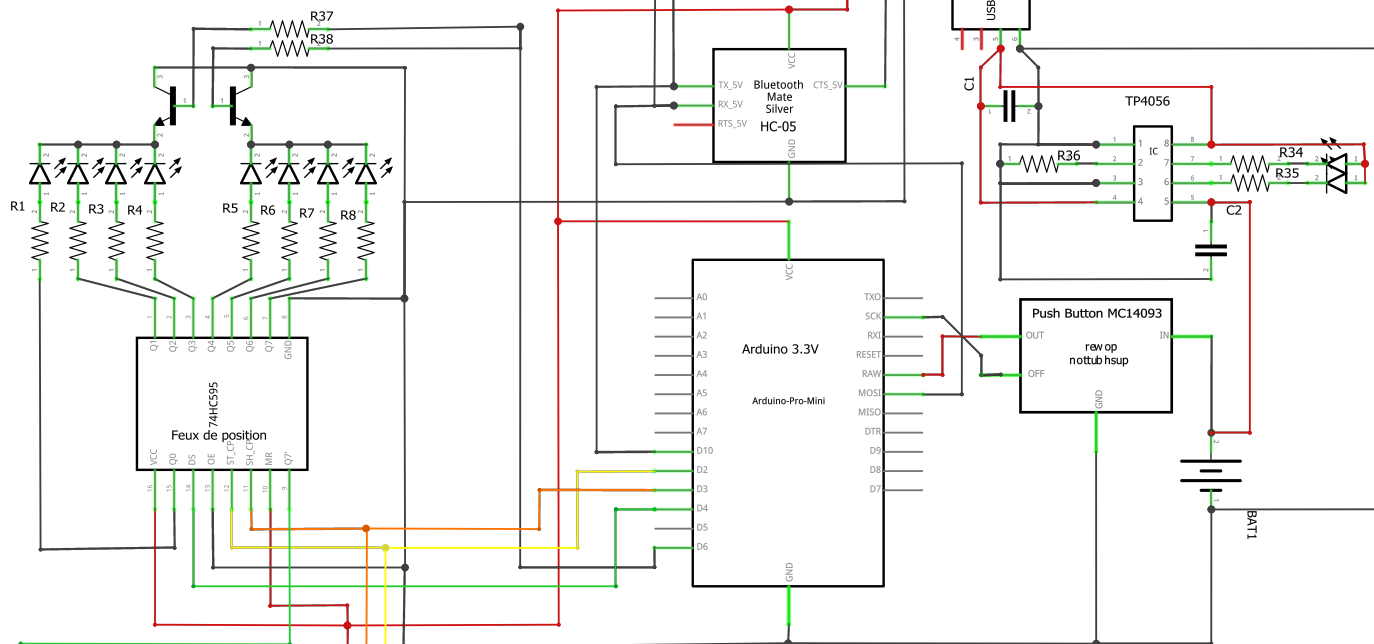 R37
R38
USB
C1
TP4056
VCC
TX_5V
RX_5V
RTS_5V
Bluetooth
Mate
Silver
HC-05
CTS_5V
GND
IC
R36
R34
R35
C2
R1
R2
R3
R4
R5
R6
R7
R8
Q1
Q2
Q3
Q4
Q5
Q6
Q7
GND
74HC595
Feux de position
VCC
Q0
DS
OE
ST_CP
SH_CP
MR
Q7'
VCC
A0
A1
A2
A3
A4
A5
A6
A7
D10
D2
D3
D4
D5
D6
Arduino 3.3V
Arduino-Pro-Mini
TXO
SCK
RXI
RESET
RAW
MOSI
MISO
DTR
D9
D8
D7
GND
Push Button MC14093
rew op
nottub hsup
OUT
OFF
IN
GND
BAT1